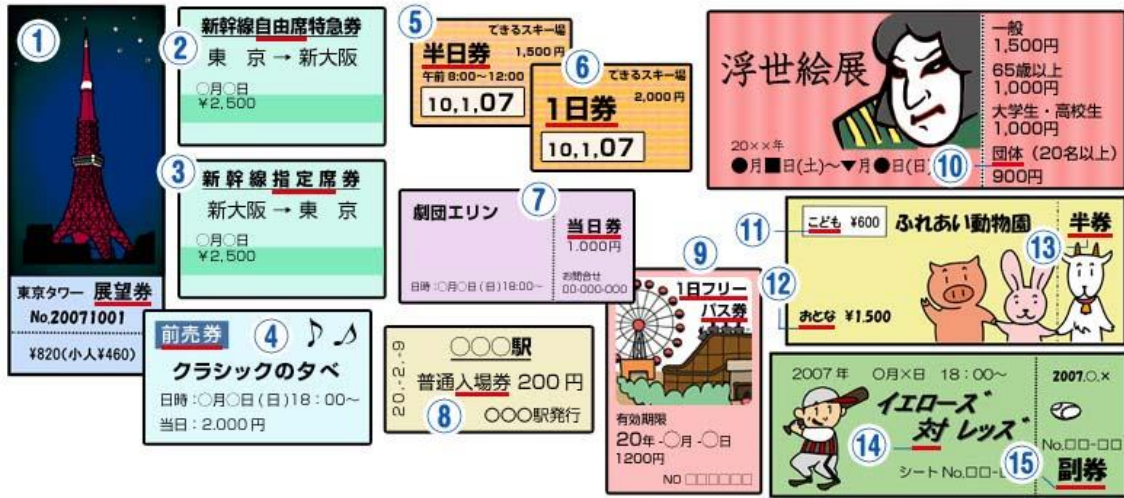 ①
東京タワー 展望券
No.20071001
¥820(小人¥460)
②
新幹線自由席特急券
東 京 → 新大阪
○月○日
¥2,500
③
新幹線指定席券
新大阪 → 東 京
○月○日
¥2,500
前売券 ④
クラシックの夕べ
日時:○月○日(日)18:00~
当日:2.000円
⑤
できるスキー場
半日券 1,500円
午前 8:00~12:00
10,1,07
⑥
できるスキー場
1日券 2,000円
10,1,07
⑦
劇団エリン
当日券
1.000円
日時:○月○日(日)18:00~
お問合せ
00-000-000
⑧
20,-2,-9
○○○駅
普通入場券 200円
○○○駅発行
⑨
1日フリー
パス券
有効期限
20年-○月-○日
1200円
NO □□□□□□
浮世絵展
20××年
●月■日(土)~▼月●日(日)
一般
1,500円
65歳以上
1,000円
大学生・高校生
1,000円
⑩
団体(20名以上)
900円
⑪
こども ¥600
ふれあい動物園
⑫
おとな ¥1,500
⑬
半券
2007年 ○月×日 18:00~
イエローズ
⑭
対 レッズ
シートNo.□□-□
2007.○.×
No.□□-□□
⑮
副券